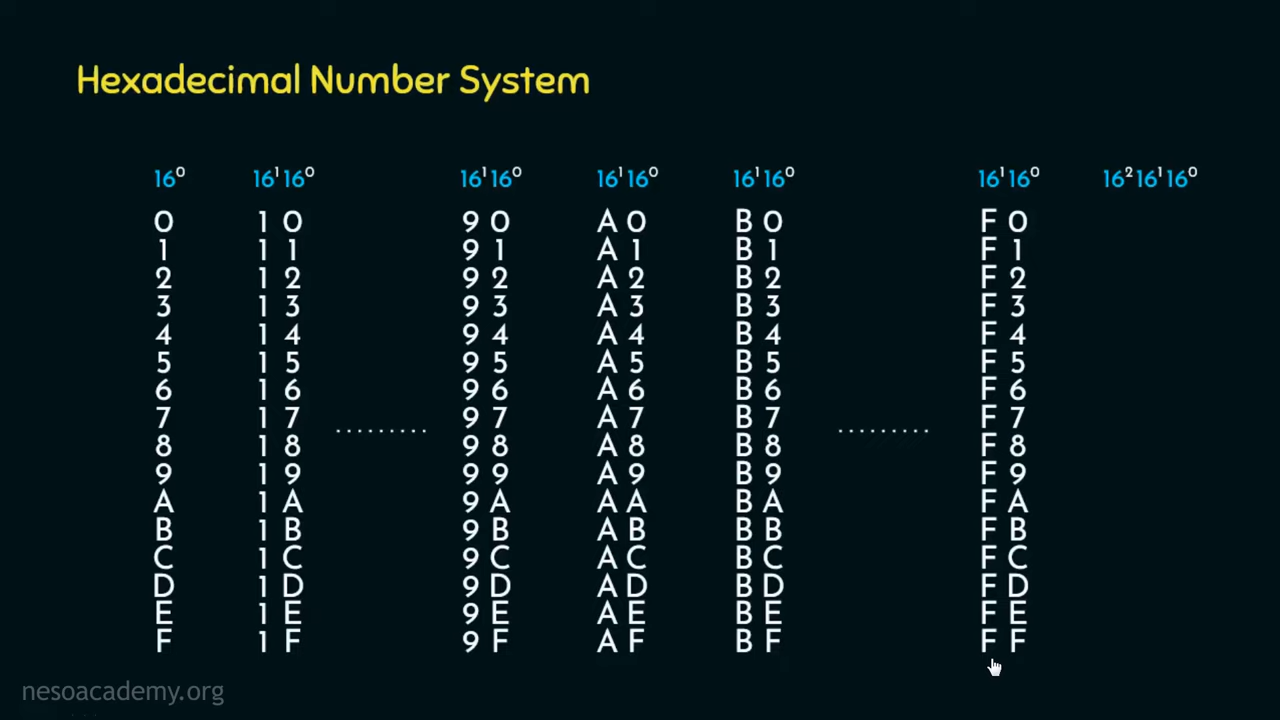 Hexadecimal Number System
16⁰ 16¹16⁰ 16¹16⁰ 16¹16⁰ 16¹16⁰ 16¹16⁰ 16²16¹16⁰
0 1 0 9 0 A 0 B 0 F 0
1 1 1 9 1 A 1 B 1 F 1
2 1 2 9 2 A 2 B 2 F 2
3 1 3 9 3 A 3 B 3 F 3
4 1 4 9 4 A 4 B 4 F 4
5 1 5 9 5 A 5 B 5 F 5
6 1 6 9 6 A 6 B 6 F 6
7 1 7 ......... 9 7 A 7 B 7 ......... F 7
8 1 8 9 8 A 8 B 8 F 8
9 1 9 9 9 A 9 B 9 F 9
A 1 A 9 A A A B A F A
B 1 B 9 B A B B B F B
C 1 C 9 C A C B C F C
D 1 D 9 D A D B D F D
E 1 E 9 E A E B E F E
F 1 F 9 F A F B F F F
nesoacademy.org